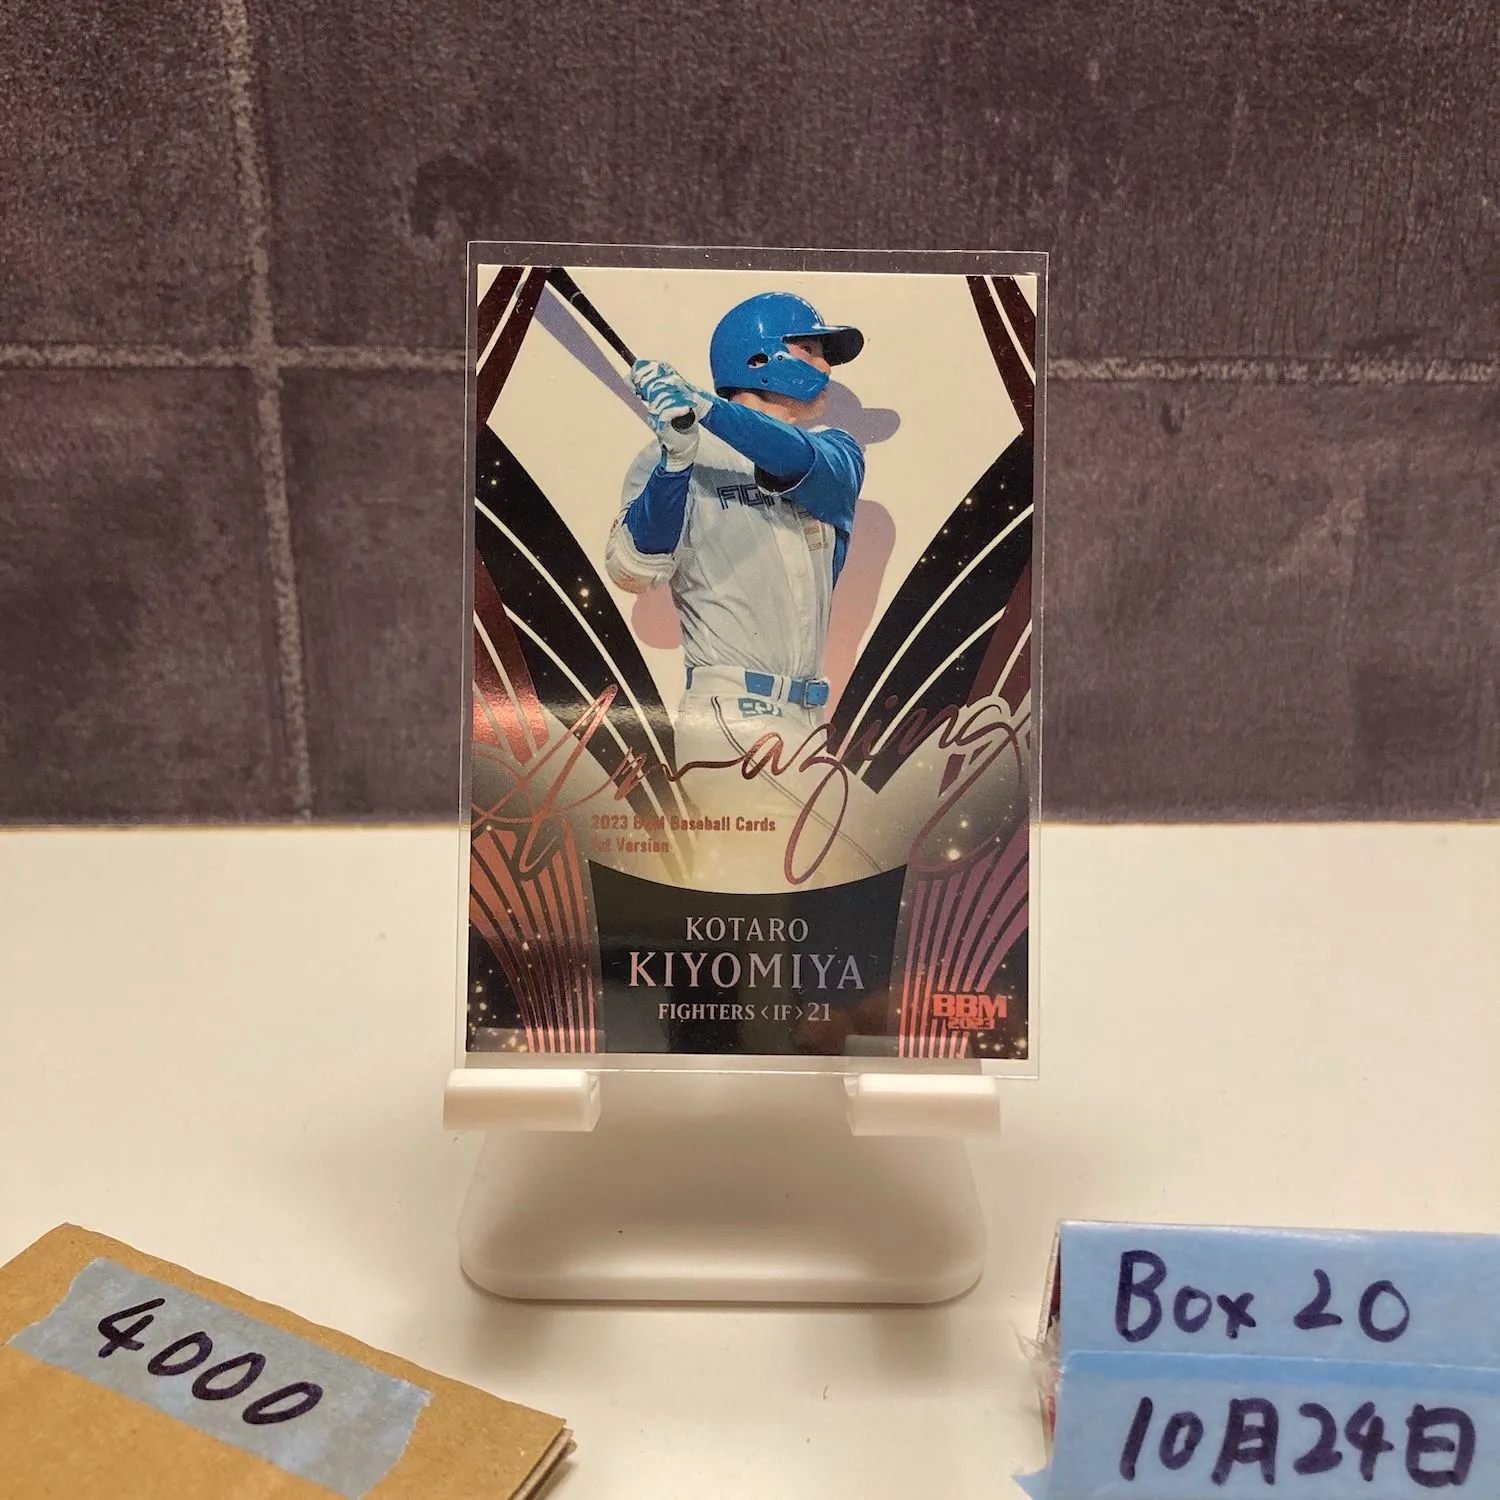 Amazing
2023 BBM Baseball Cards
1st Version
KOTARO
KIYOMIYA
FIGHTERS <IF> 21
BBM
2023
4000
Box 20
10月24日